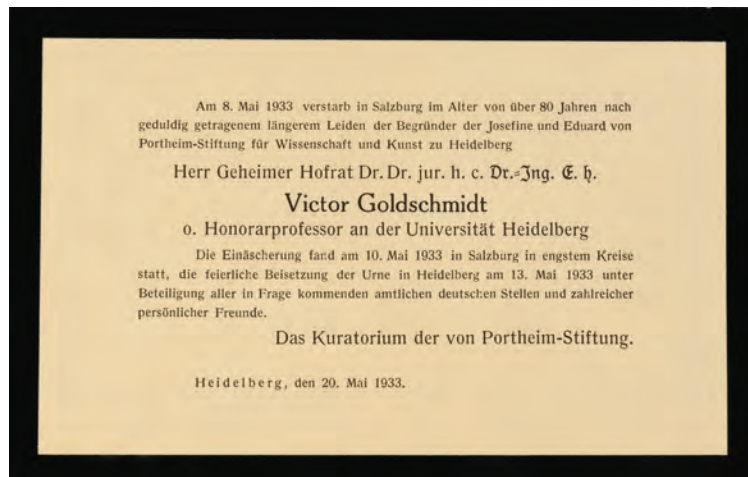 Am 8. Mai 1933 verstarb in Salzburg im Alter von über 80 Jahren nach
geduldig getragenem längerem Leiden der Begründer der Josefine und Eduard von
Portheim-Stiftung für Wissenschaft und Kunst zu Heidelberg
Herr Geheimer Hofrat Dr. Dr. jur. h. c. Dr.-Ing. E. h.
Victor Goldschmidt
o. Honorarprofessor an der Universität Heidelberg
Die Einäscherung fand am 10. Mai 1933 in Salzburg in engstem Kreise
statt, die feierliche Beisetzung der Urne in Heidelberg am 13. Mai 1933 unter
Beteiligung aller in Frage kommenden amtlichen deutschen Stellen und zahlreicher
persönlicher Freunde.
Das Kuratorium der von Portheim-Stiftung.
Heidelberg, den 20. Mai 1933.